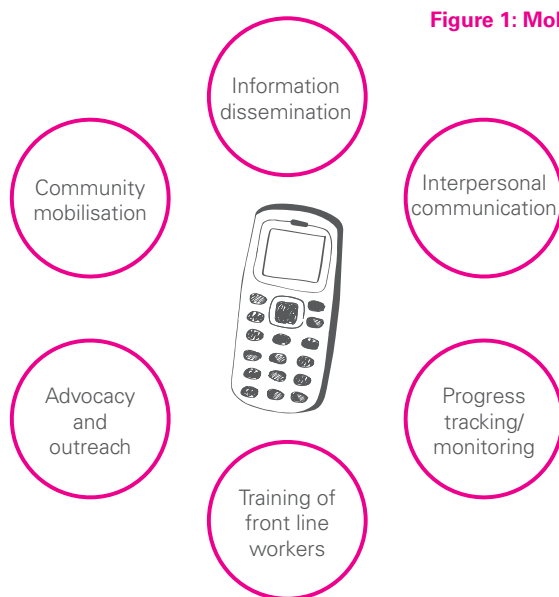 Figure 1:
Information
dissemination
Community
mobilisation
Interpersonal
communication
Advocacy
and
outreach
Progress
tracking/
monitoring
Training of
front line
workers